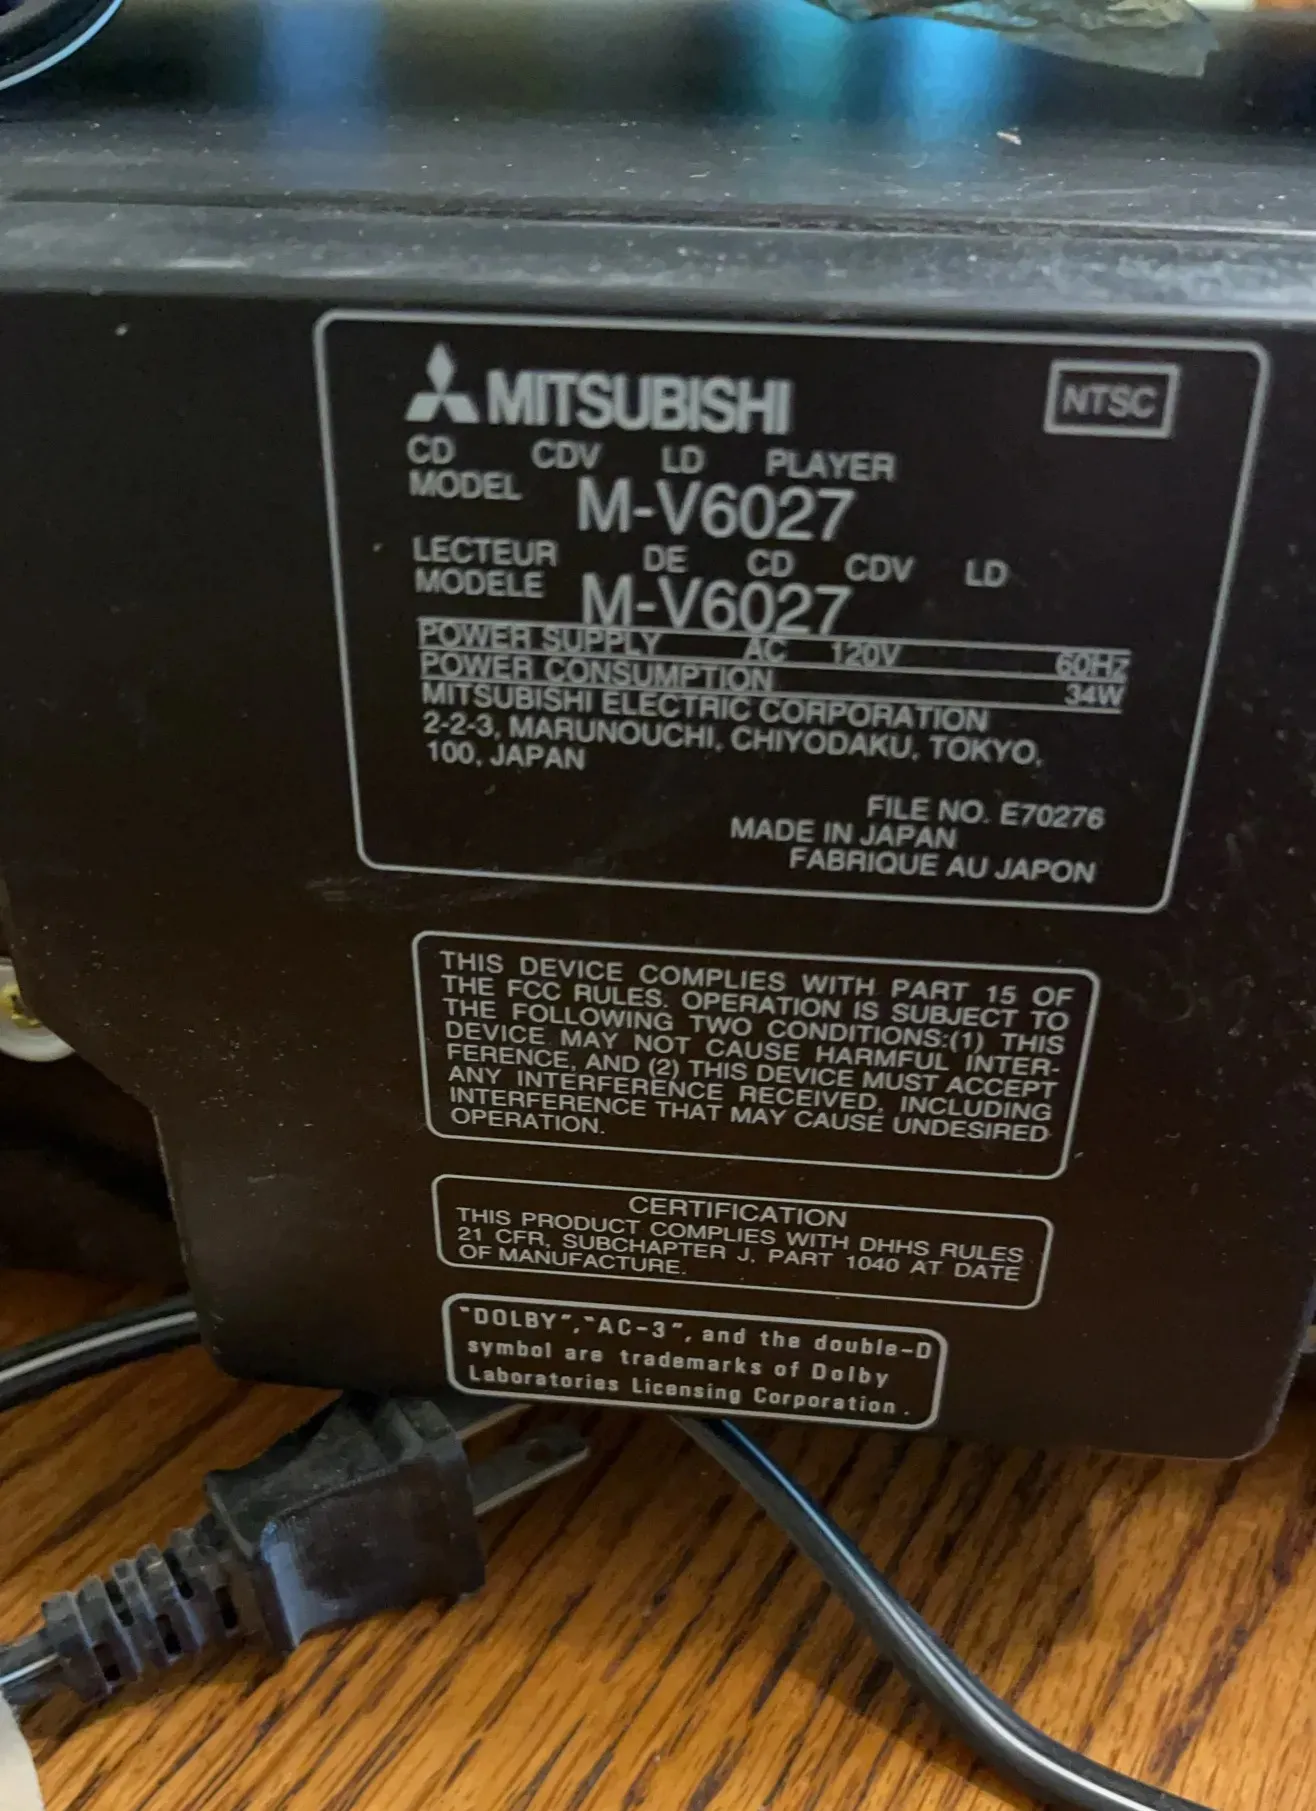 MITSUBISHI
NTSC
CD CDV LD PLAYER
MODEL M-V6027
LECTEUR DE CD CDV LD
MODELE M-V6027
POWER SUPPLY AC 120V 60Hz
POWER CONSUMPTION 34W
MITSUBISHI ELECTRIC CORPORATION
2-2-3, MARUNOUCHI, CHIYODAKU, TOKYO,
100, JAPAN
FILE NO. E70276
MADE IN JAPAN
FABRIQUE AU JAPON
THIS DEVICE COMPLIES WITH PART 15 OF
THE FCC RULES. OPERATION IS SUBJECT TO
THE FOLLOWING TWO CONDITIONS:(1) THIS
DEVICE MAY NOT CAUSE HARMFUL INTER-
FERENCE, AND (2) THIS DEVICE MUST ACCEPT
ANY INTERFERENCE RECEIVED, INCLUDING
INTERFERENCE THAT MAY CAUSE UNDESIRED
OPERATION.
CERTIFICATION
THIS PRODUCT COMPLIES WITH DHHS RULES
21 CFR, SUBCHAPTER J, PART 1040 AT DATE
OF MANUFACTURE.
"DOLBY","AC-3", and the double-D
symbol are trademarks of Dolby
Laboratories Licensing Corporation.